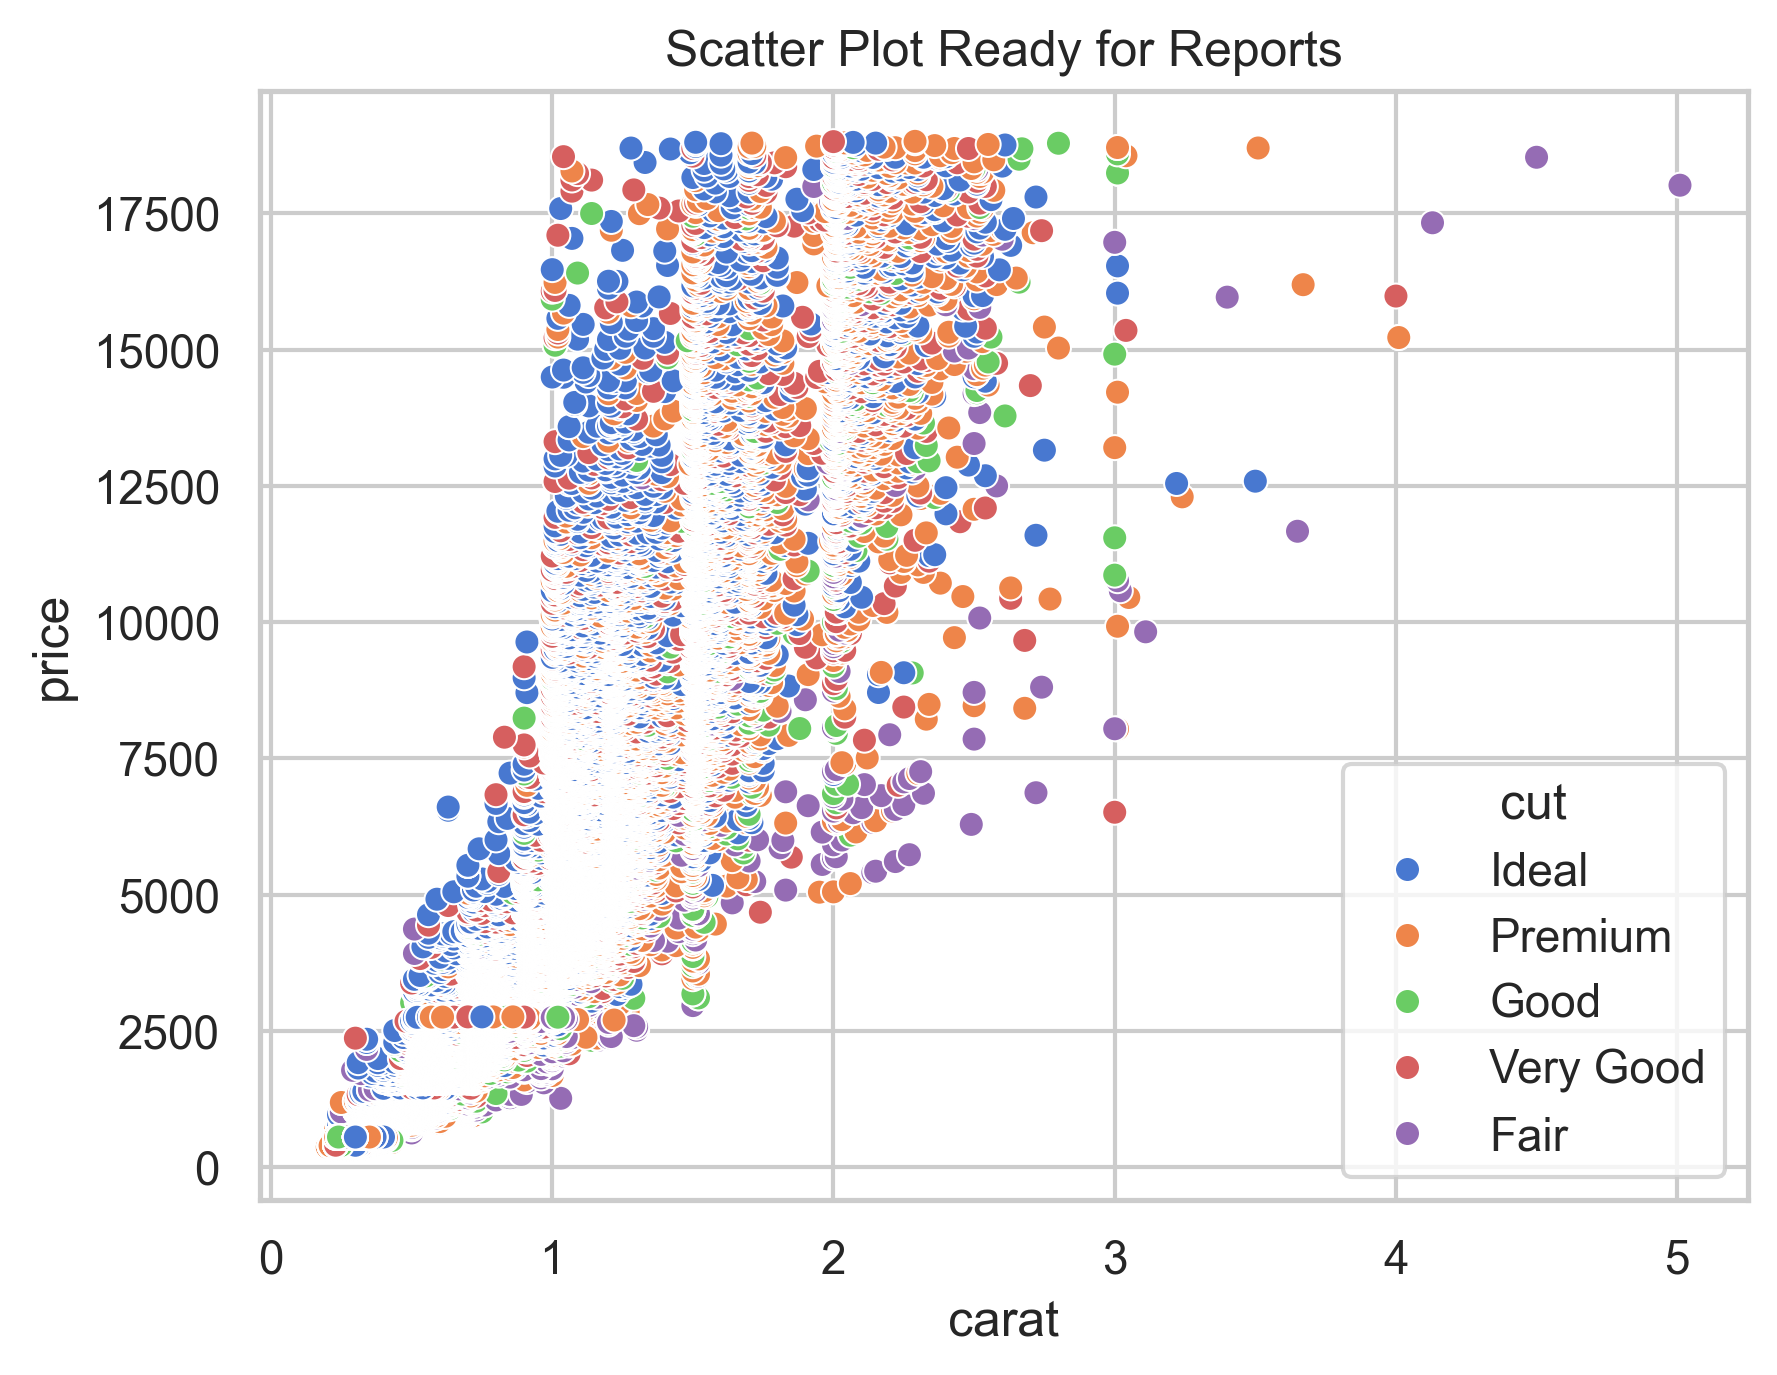 Scatter Plot Ready for Reports
price
17500
15000
12500
10000
7500
5000
2500
0
cut
Ideal
Premium
Good
Very Good
Fair
0 1 2 3 4 5
carat